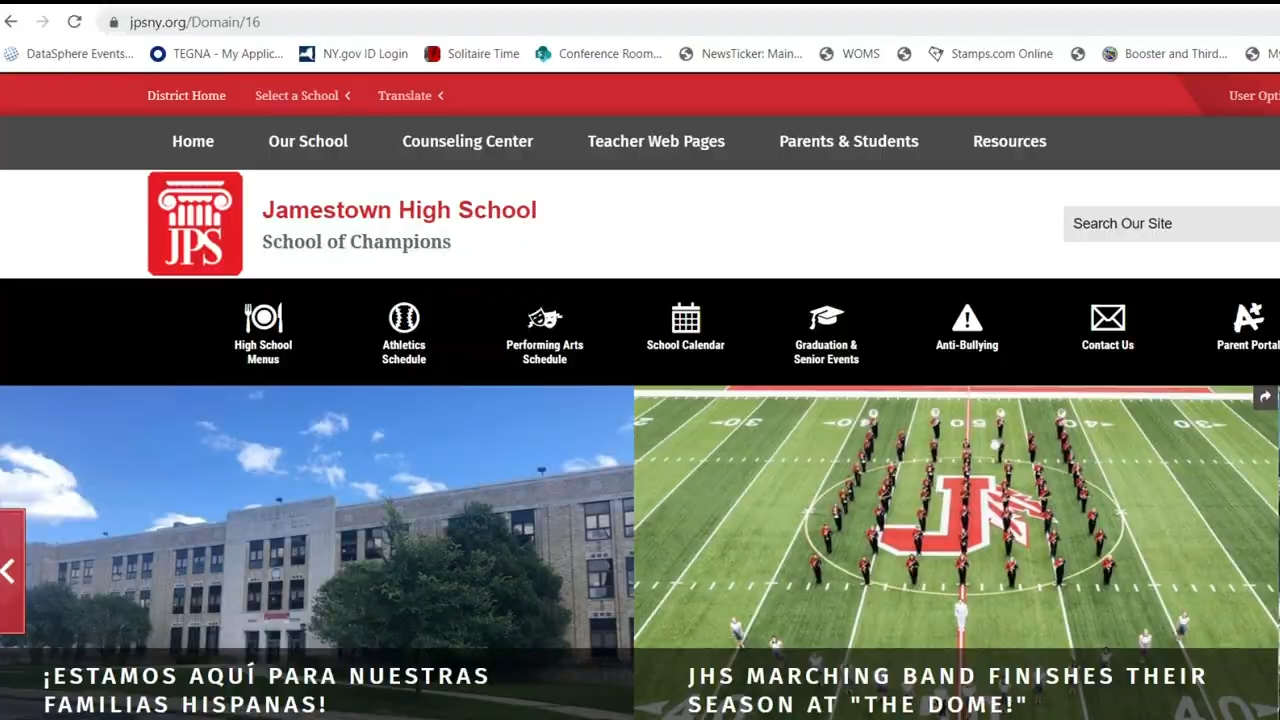 jpsny.org/Domain/16
DataSphere Events... TEGNA - My Applic... NY.gov ID Login Solitaire Time Conference Room... NewsTicker: Main... WOMS Stamps.com Online Booster and Third...
District Home Select a School Translate User Opti
Home Our School Counseling Center Teacher Web Pages Parents & Students Resources
JPS
Jamestown High School
School of Champions
Search Our Site
High School Menus
Athletics Schedule
Performing Arts Schedule
School Calendar
Graduation & Senior Events
Anti-Bullying
Contact Us
Parent Portal
¡ESTAMOS AQUÍ PARA NUESTRAS
FAMILIAS HISPANAS!
JHS MARCHING BAND FINISHES THEIR
SEASON AT "THE DOME!"